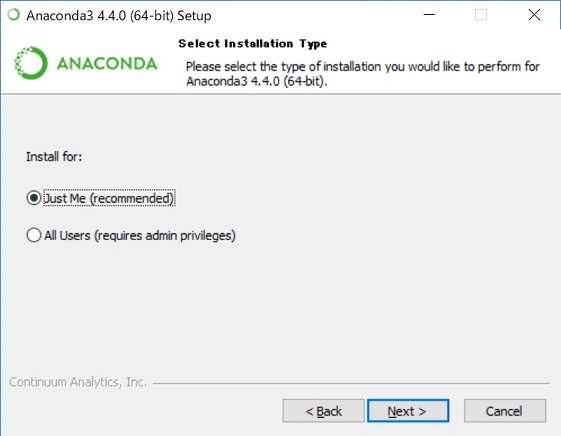 Anaconda3 4.4.0 (64-bit) Setup
Select Installation Type
ANACONDA
Please select the type of installation you would like to perform for
Anaconda3 4.4.0 (64-bit).
Install for:
Just Me (recommended)
All Users (requires admin privileges)
Continuum Analytics, Inc.
< Back
Next >
Cancel